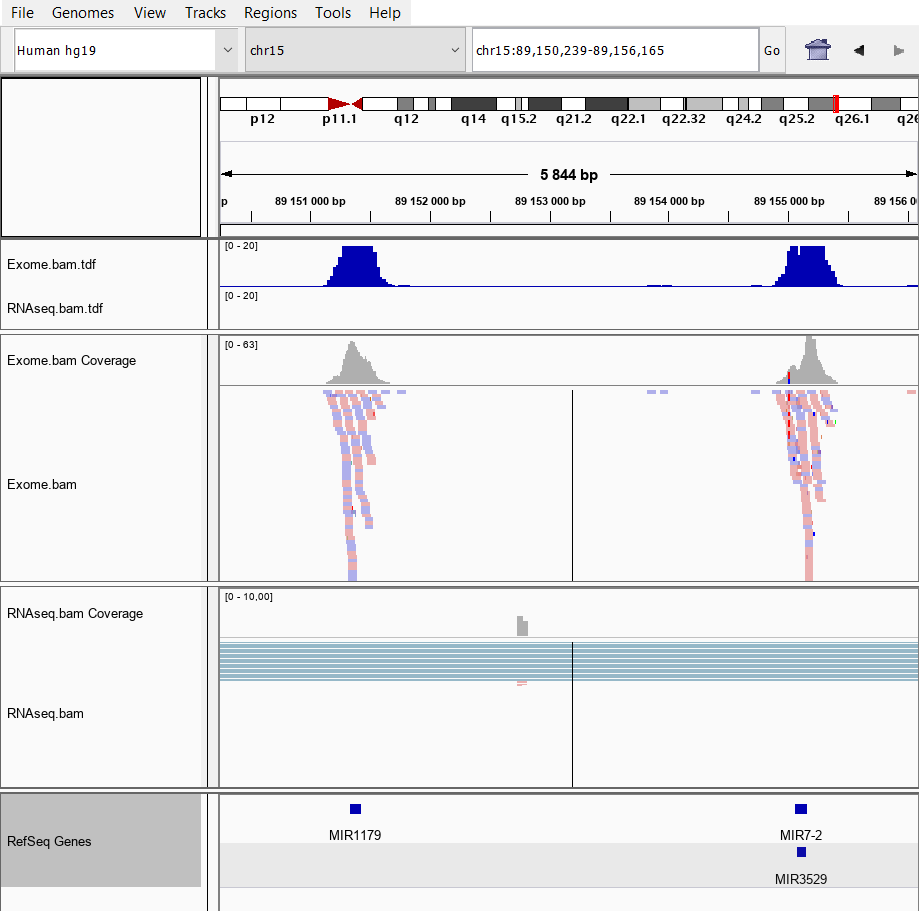 File Genomes View Tracks Regions Tools Help
Human hg19 chr15 chr15:89,150,239-89,156,165 Go
p12 p11.1 q12 q14 q15.2 q21.2 q22.1 q22.32 q24.2 q25.2 q26.1 q26
5 844 bp
p 89 151 000 bp 89 152 000 bp 89 153 000 bp 89 154 000 bp 89 155 000 bp 89 156 0
[0 - 20]
Exome.bam.tdf
[0 - 20]
RNAseq.bam.tdf
[0 - 63]
Exome.bam Coverage
Exome.bam
[0 - 10,00]
RNAseq.bam Coverage
RNAseq.bam
MIR1179 MIR7-2
RefSeq Genes
MIR3529